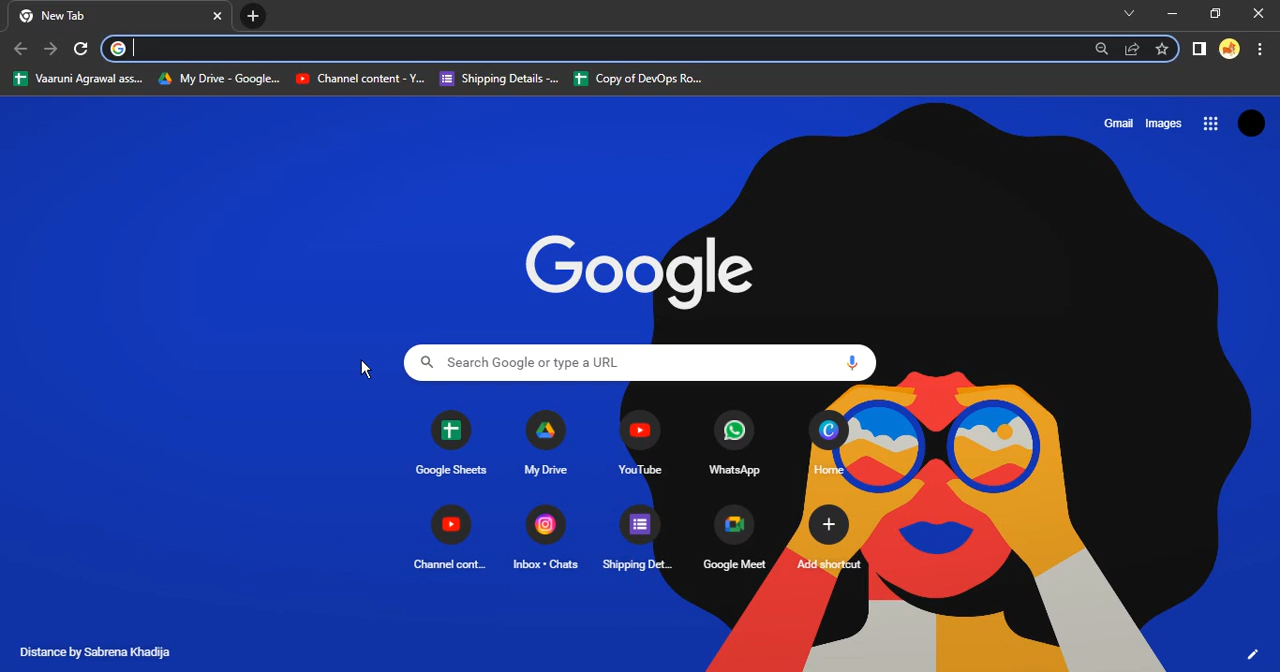 New Tab
Vaaruni Agrawal ass... My Drive - Google... Channel content - Y... Shipping Details -... Copy of DevOps Ro...
Gmail Images
Google
Search Google or type a URL
Google Sheets My Drive YouTube WhatsApp Home
Channel cont... Inbox • Chats Shipping Det... Google Meet Add shortcut
Distance by Sabrena Khadija